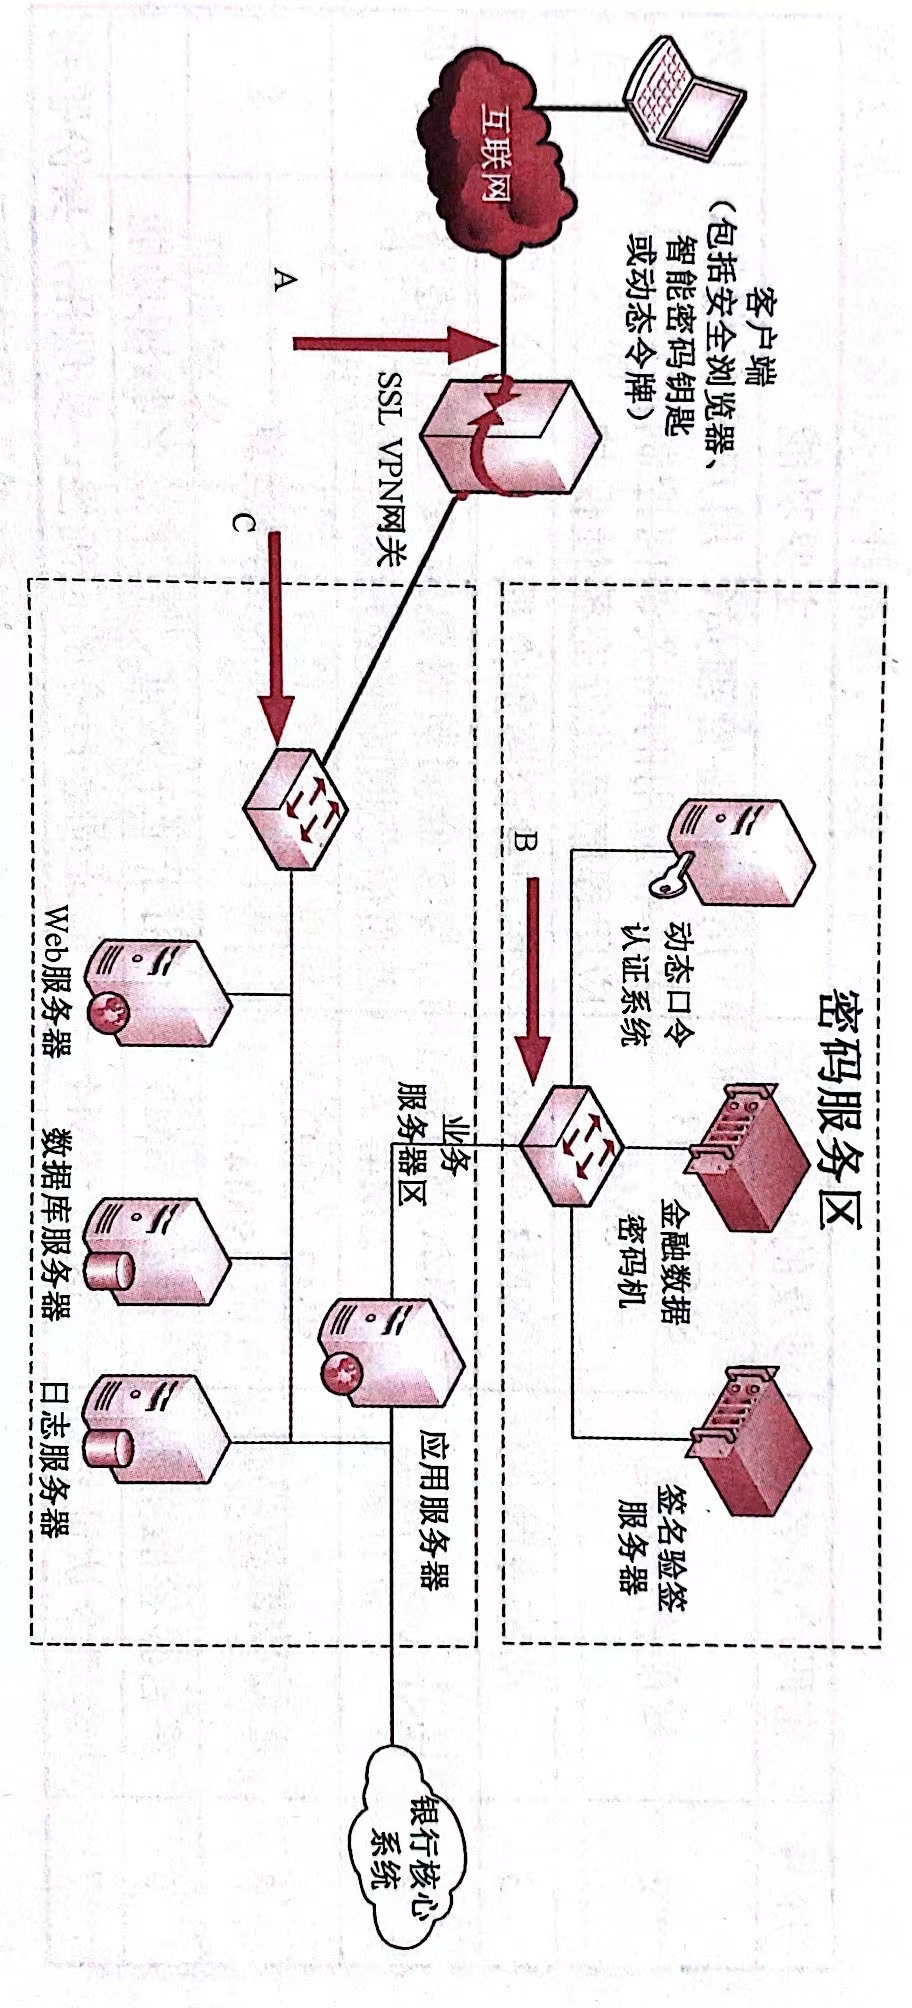 客户端
（包括安全浏览器、
智能密码钥匙
或动态令牌）
互联网
A
SSL VPN网关
C
密码服务区
动态口令
认证系统
金融数据
密码机
签名验签
服务器
B
业务
服务器区
应用服务器
Web服务器
数据库服务器
日志服务器
银行核心
系统